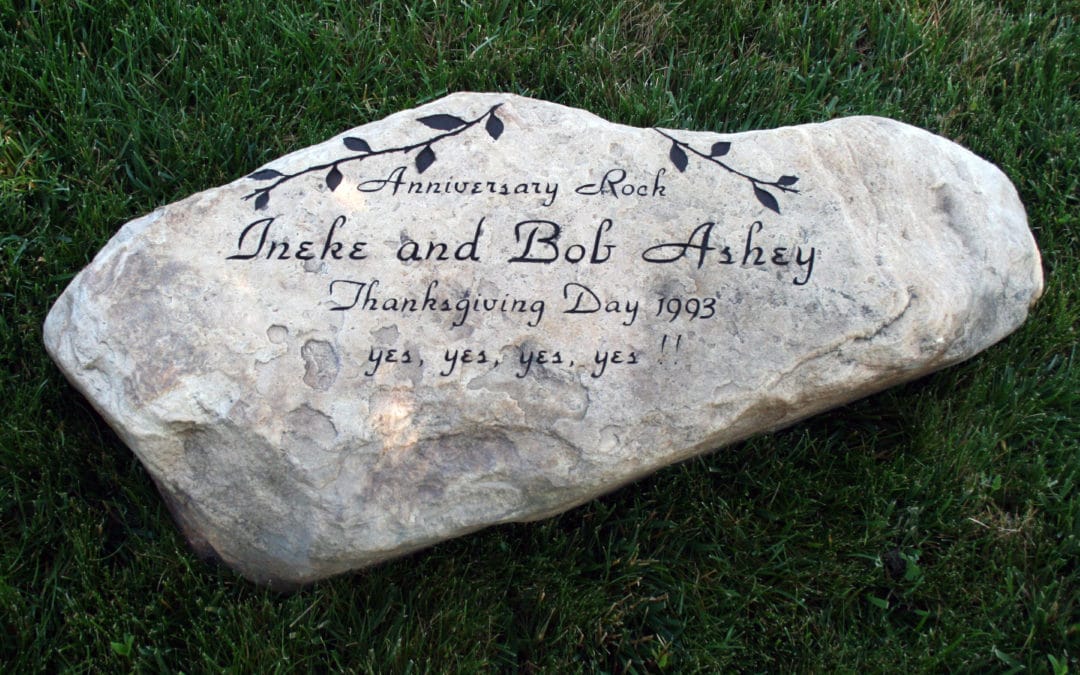 Anniversary Rock
Ineke and Bob Ashey
Thanksgiving Day 1993
yes, yes, yes, yes !!